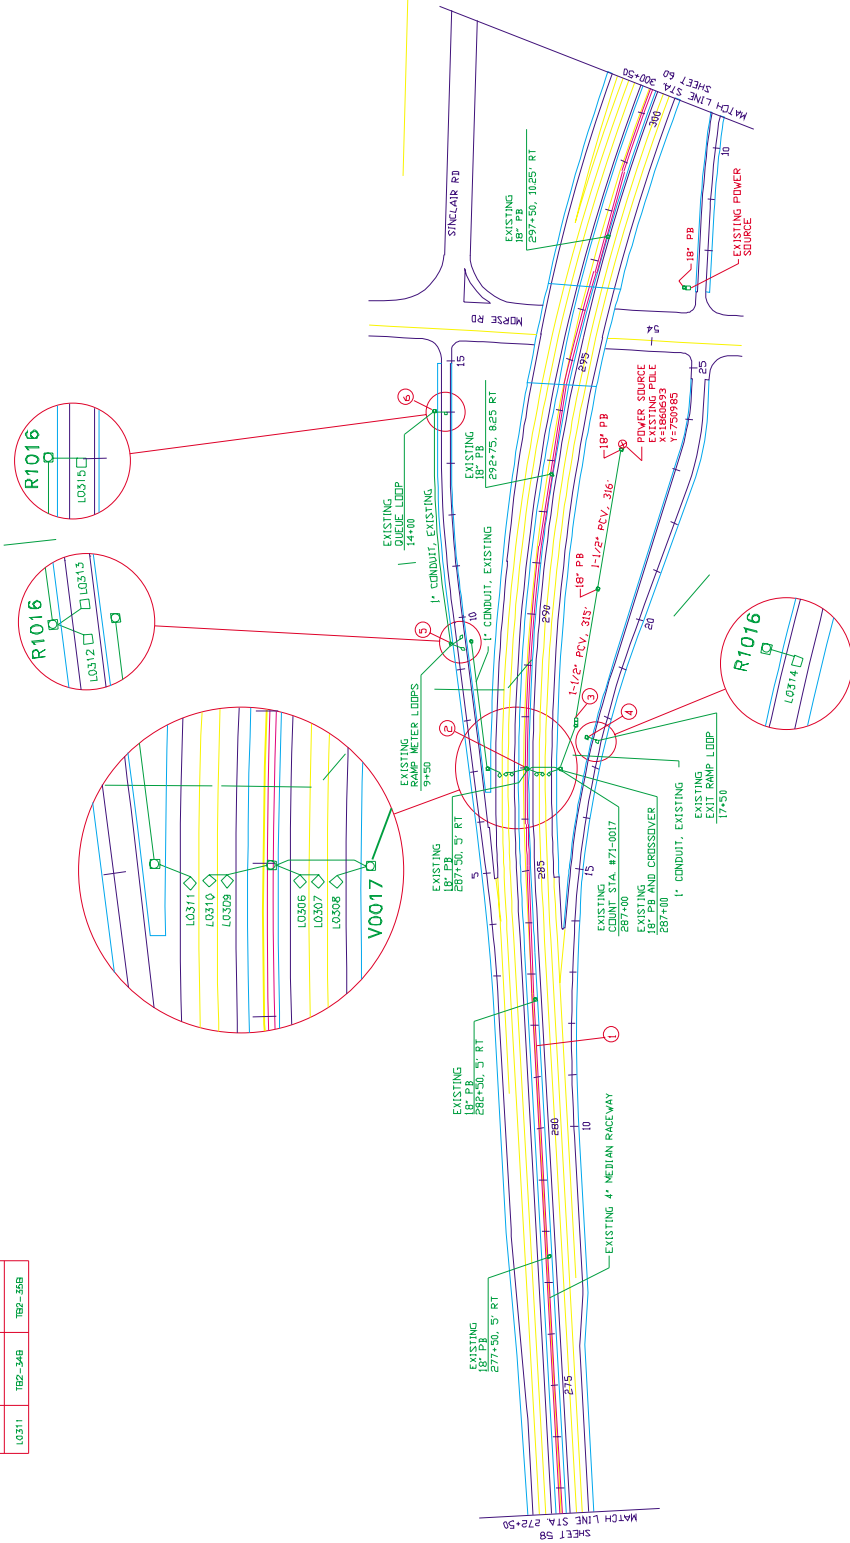 MATCH LINE STA. 300+50
SHEET 60
SINCLAIR RD
MORSE RD
EXISTING
18" PB
297+50, 10.25' RT
300
10
18" PB
EXISTING POWER
SOURCE
54
295
25
15
6
R1016
L0315
EXISTING
QUEUE LOOP
14+00
EXISTING
18" PB
292+75, 8.25 RT
18" PB
POWER SOURCE
EXISTING POLE
X=1860693
Y=750985
1" CONDUIT, EXISTING
1-1/2" PCV, 316'
18" PB
R1016
L0312
L0313
5
10
1" CONDUIT, EXISTING
290
20
1-1/2" PCV, 315'
3
4
R1016
L0314
EXISTING
RAMP METER LOOPS
9+50
2
EXISTING
18" PB
287+50, 5' RT
5
285
15
EXISTING
COUNT STA. #71-0017
287+00
EXISTING
18" PB AND CROSSOVER
287+00
1" CONDUIT, EXISTING
EXISTING
EXIT RAMP LOOP
17+50
L0311
L0310
L0309
L0306
L0307
L0308
V0017
EXISTING
18" PB
282+50, 5' RT
1
280
10
EXISTING 4" MEDIAN RACEWAY
EXISTING
18" PB
277+50, 5' RT
275
L0311
TB2-34B
TB2-35B
MATCH LINE STA. 272+50
SHEET 58